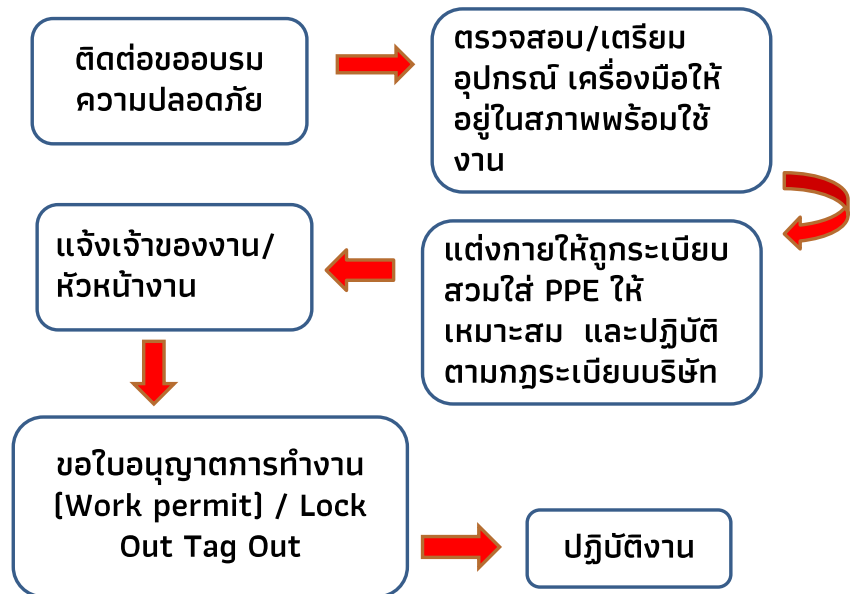 ติดต่อขออบรม
ความปลอดภัย
ตรวจสอบ/เตรียม
อุปกรณ์ เครื่องมือให้
อยู่ในสภาพพร้อมใช้
งาน
แต่งกายให้ถูกระเบียบ
สวมใส่ PPE ให้
เหมาะสม และปฏิบัติ
ตามกฎระเบียบบริษัท
แจ้งเจ้าของงาน/
หัวหน้างาน
ขอใบอนุญาตการทำงาน
(Work permit) / Lock
Out Tag Out
ปฏิบัติงาน